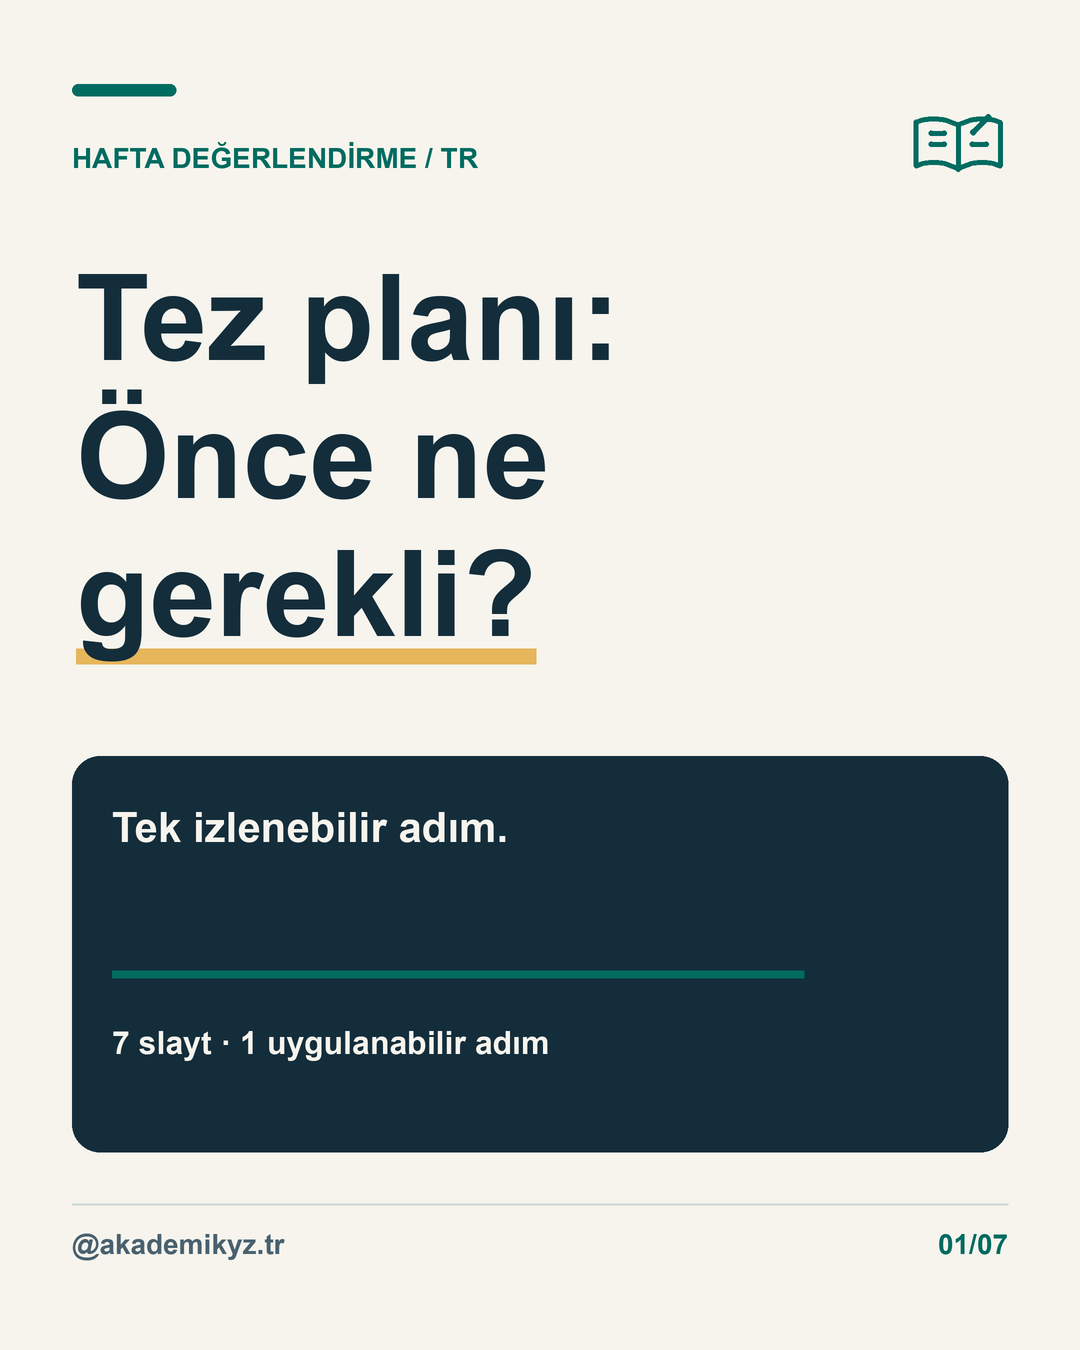 HAFTA DEĞERLENDİRME / TR
Tez planı:
Önce ne
gerekli?
Tek izlenebilir adım.
7 slayt · 1 uygulanabilir adım
@akademikyz.tr
01/07